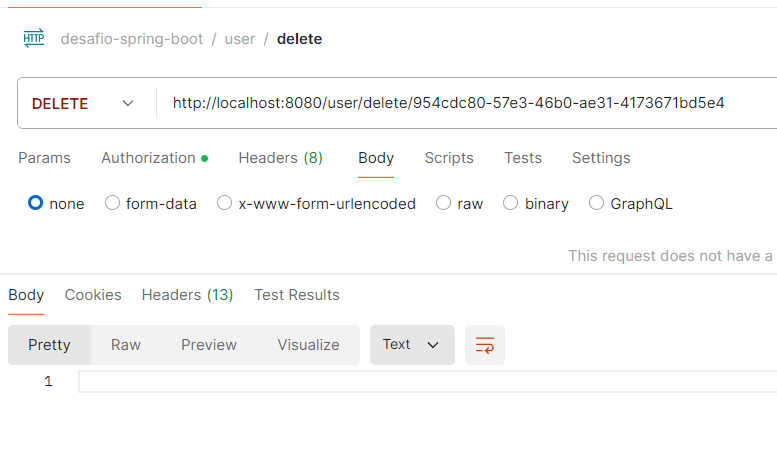 HTTP desafio-spring-boot / user / delete
DELETE http://localhost:8080/user/delete/954cdc80-57e3-46b0-ae31-4173671bd5e4
Params Authorization Headers (8) Body Scripts Tests Settings
none form-data x-www-form-urlencoded raw binary GraphQL
This request does not have a
Body Cookies Headers (13) Test Results
Pretty Raw Preview Visualize Text
1